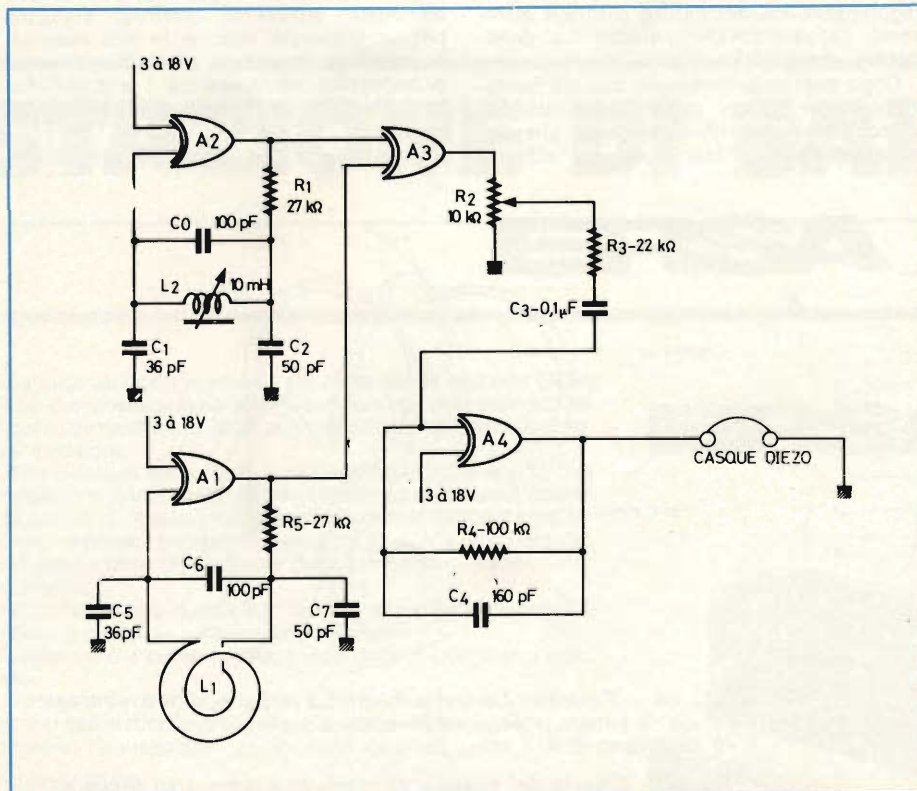 3 à 18V
A2
A3
R1
27 kΩ
R2
10 kΩ
C0 100 pF
R3-22 kΩ
L2 10 mH
C3-0,1µF
C1
36 pF
C2
50 pF
3 à 18V
A1
A4
CASQUE DIEZO
3 à 18V
R5-27 kΩ
R4-100 kΩ
C6
100pF
C4 160 pF
C5
36pF
C7
50 pF
L1